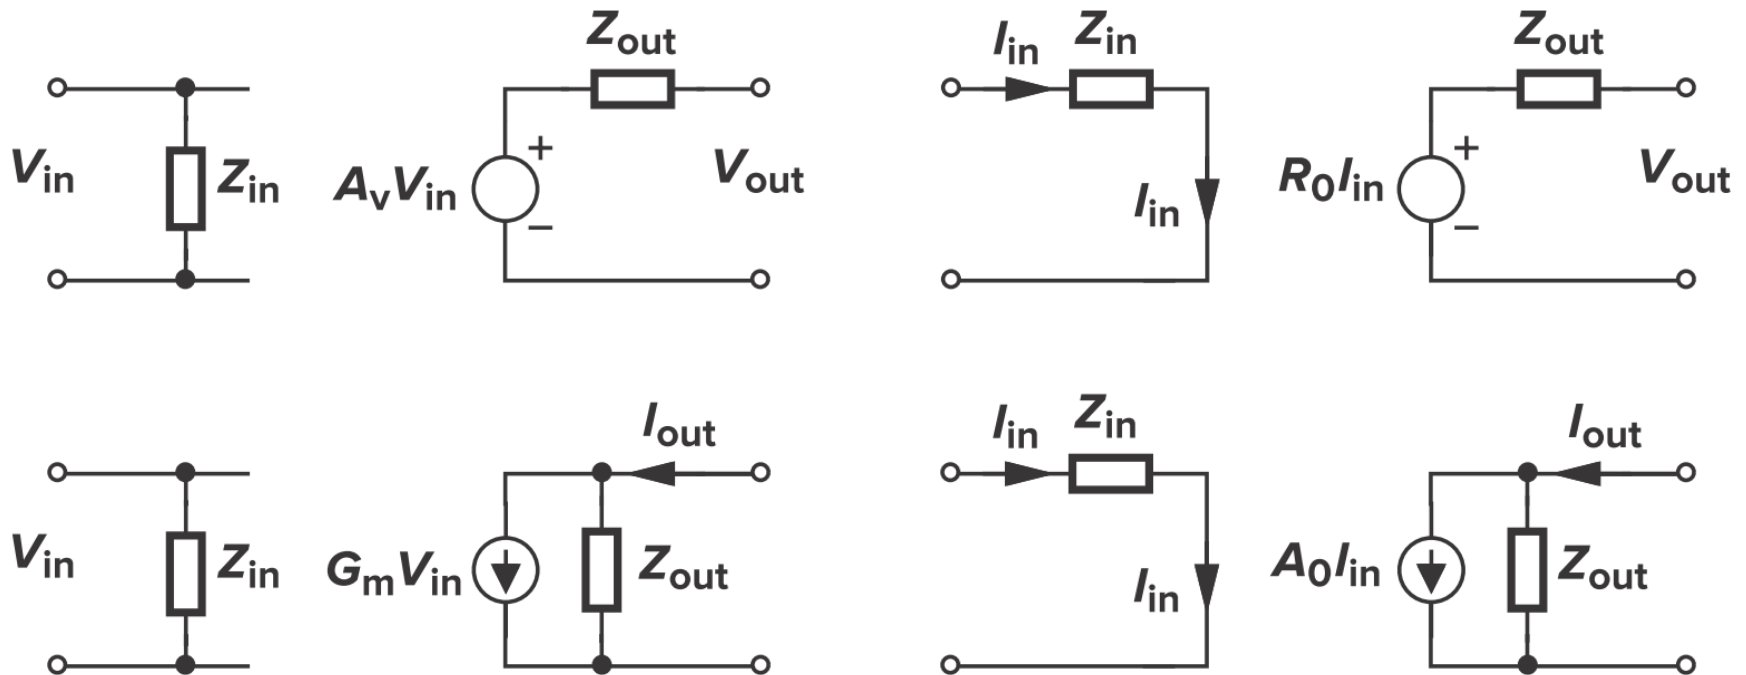 Zout
Vin
Zin
AvVin
+
−
Vout
Iin
Zin
Iin
R0Iin
+
−
Zout
Vout
Vin
Zin
GmVin
Iout
Zout
Iin
Zin
Iin
A0Iin
Iout
Zout